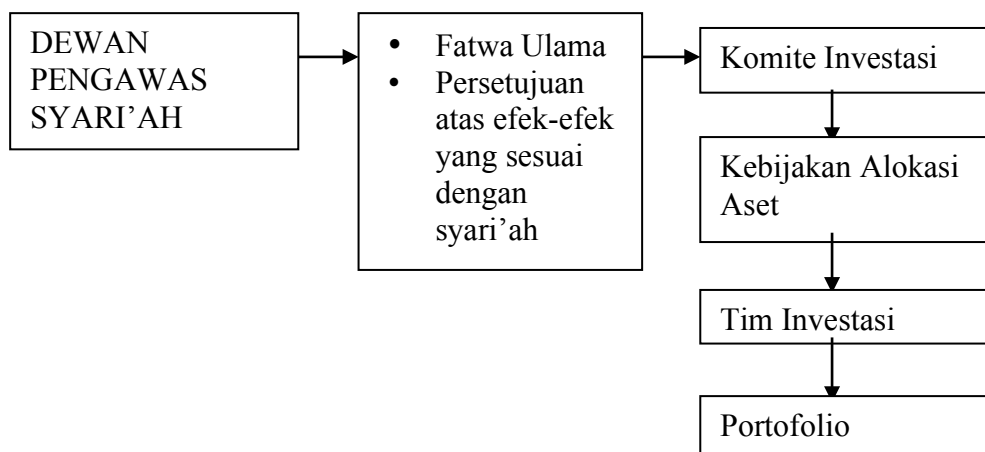 DEWAN
PENGAWAS
SYARI’AH
• Fatwa Ulama
• Persetujuan
atas efek-efek
yang sesuai
dengan
syari’ah
Komite Investasi
Kebijakan Alokasi
Aset
Tim Investasi
Portofolio